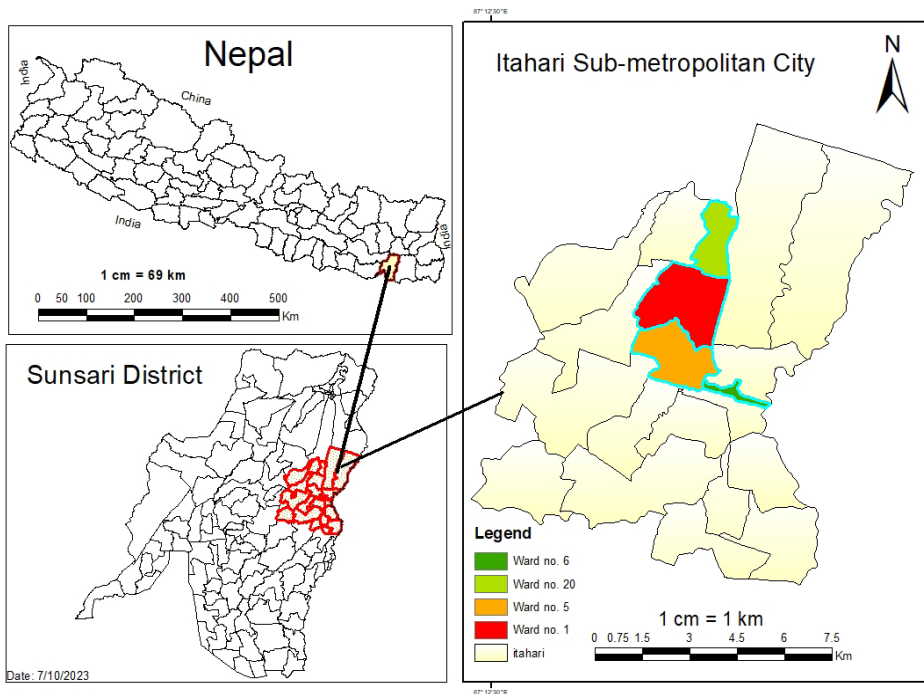 87° 12'30"E
Nepal
India
China
India
India
1 cm = 69 km
0 50 100 200 300 400 500
Km
Sunsari District
Date: 7/10/2023
Itahari Sub-metropolitan City
N
Legend
Ward no. 6
Ward no. 20
Ward no. 5
Ward no. 1
itahari
1 cm = 1 km
0 0.75 1.5 3 4.5 6 7.5
Km
87° 12'30"E